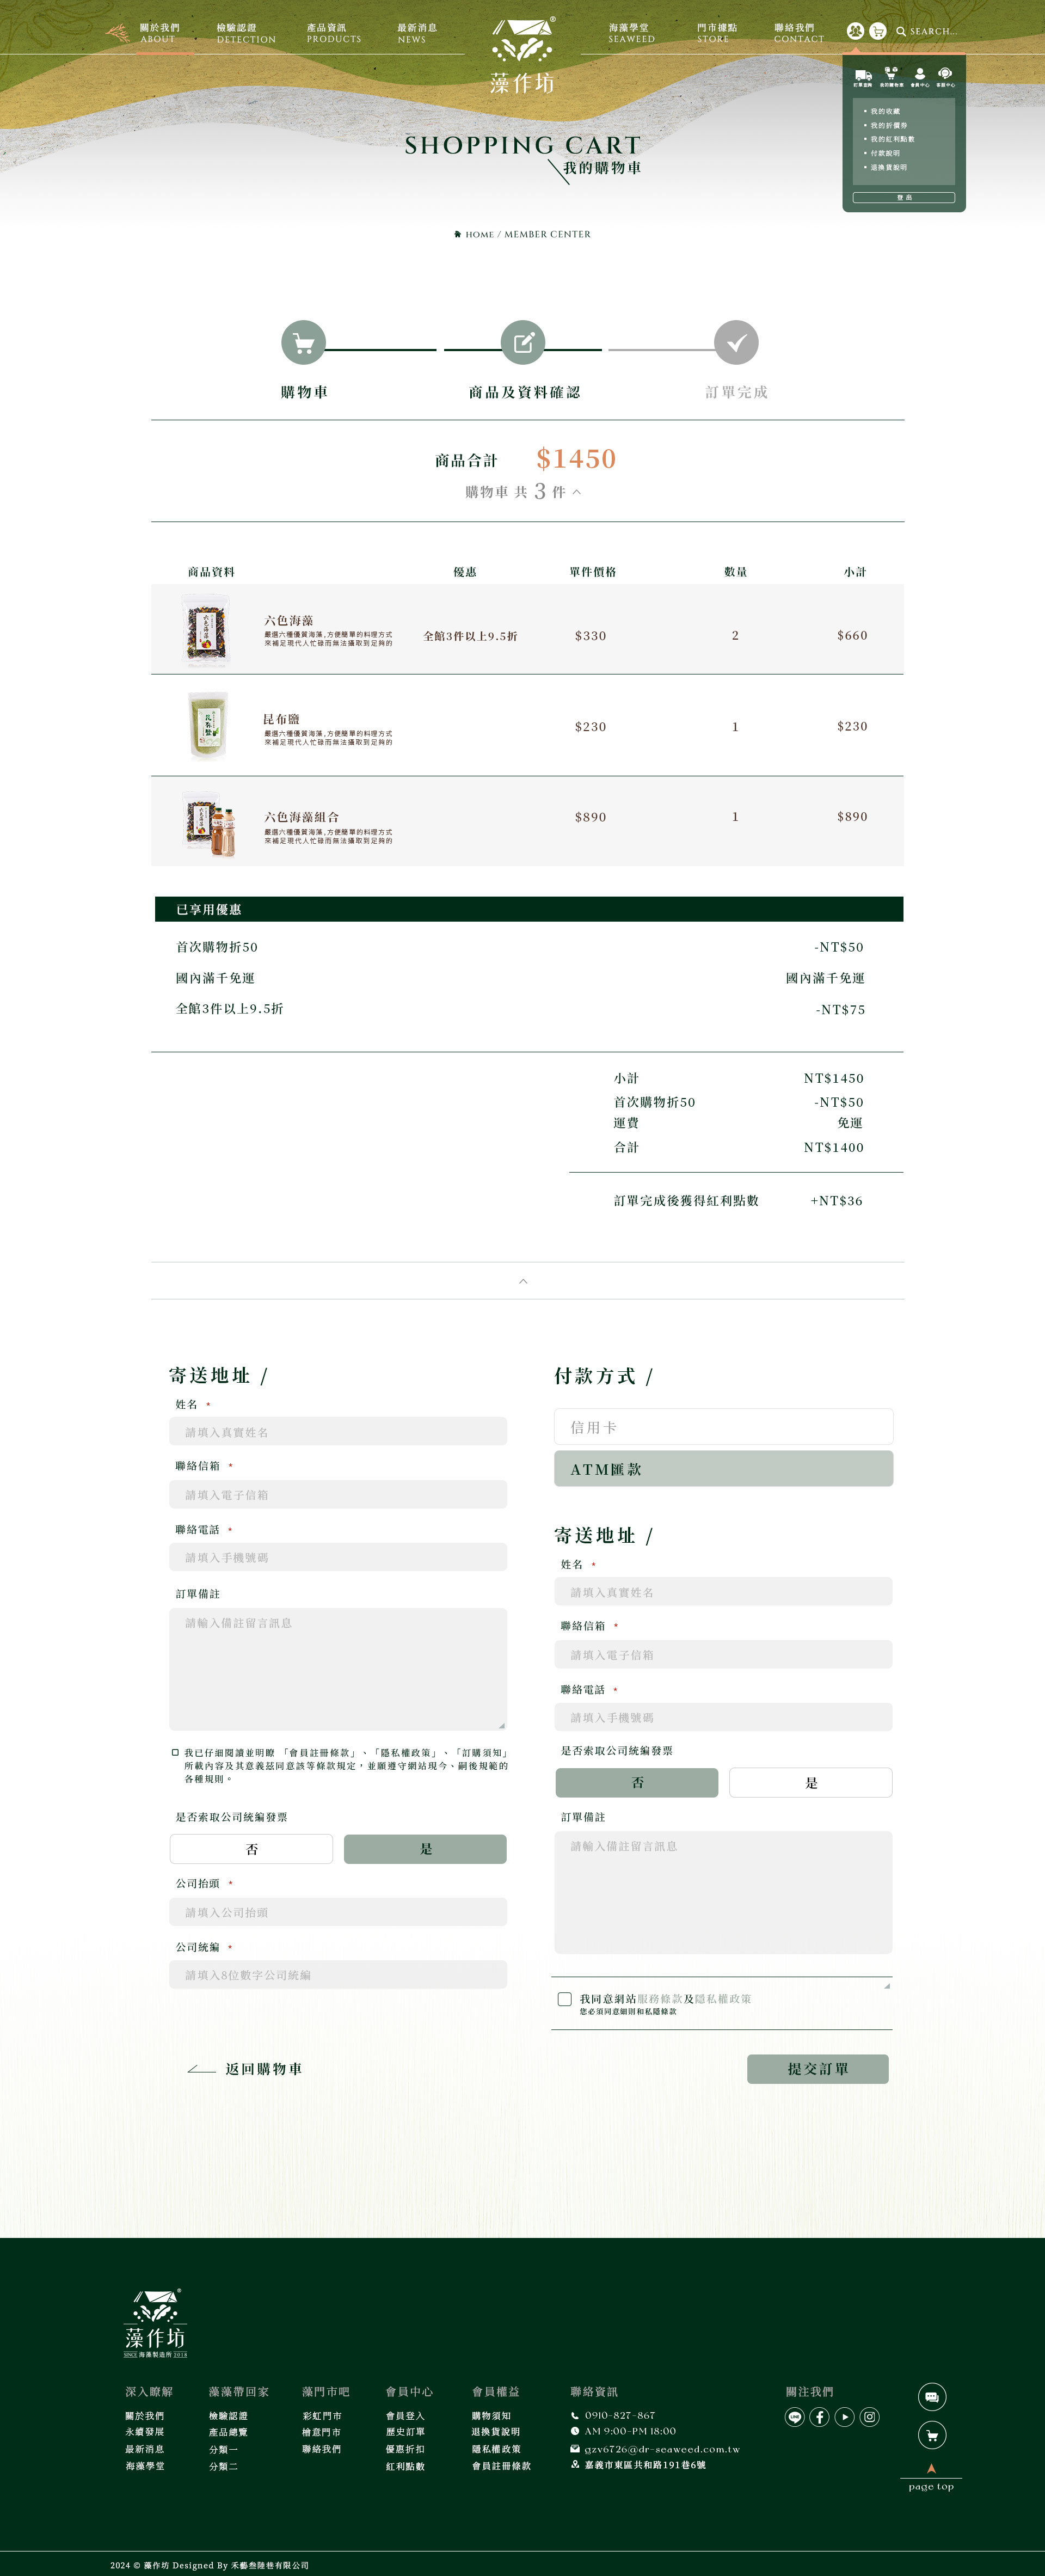 關於我們
ABOUT
檢驗認證
DETECTION
產品資訊
PRODUCTS
最新消息
NEWS
藻作坊
海藻學堂
SEAWEED
門市據點
STORE
聯絡我們
CONTACT
SEARCH...
訂單查詢
我的購物車
會員中心
客服中心
我的收藏
我的折價券
我的紅利點數
付款說明
退換貨說明
登出
SHOPPING CART
我的購物車
HOME / MEMBER CENTER
購物車
商品及資料確認
訂單完成
商品合計 $1450
購物車 共 3 件
商品資料 優惠 單件價格 數量 小計
六色海藻
嚴選六種優質海藻,方便簡單的料理方式
來補足現代人忙碌而無法攝取到足夠的
全館3件以上9.5折 $330 2 $660
昆布鹽
嚴選六種優質海藻,方便簡單的料理方式
來補足現代人忙碌而無法攝取到足夠的
$230 1 $230
六色海藻組合
嚴選六種優質海藻,方便簡單的料理方式
來補足現代人忙碌而無法攝取到足夠的
$890 1 $890
已享用優惠
首次購物折50 -NT$50
國內滿千免運 國內滿千免運
全館3件以上9.5折 -NT$75
小計 NT$1450
首次購物折50 -NT$50
運費 免運
合計 NT$1400
訂單完成後獲得紅利點數 +NT$36
寄送地址 /
姓名 *
請填入真實姓名
聯絡信箱 *
請填入電子信箱
聯絡電話 *
請填入手機號碼
訂單備註
請輸入備註留言訊息
我已仔細閱讀並明瞭 「會員註冊條款」、「隱私權政策」、「訂購須知」
所載內容及其意義茲同意該等條款規定，並願遵守網站現今、嗣後規範的
各種規則。
是否索取公司統編發票
否 是
公司抬頭 *
請填入公司抬頭
公司統編 *
請填入8位數字公司統編
返回購物車
付款方式 /
信用卡
ATM匯款
寄送地址 /
姓名 *
請填入真實姓名
聯絡信箱 *
請填入電子信箱
聯絡電話 *
請填入手機號碼
是否索取公司統編發票
否 是
訂單備註
請輸入備註留言訊息
我同意網站服務條款及隱私權政策
您必須同意細則和私隱條款
提交訂單
藻作坊
SINCE 海藻製造所 2018
深入瞭解
關於我們
永續發展
最新消息
海藻學堂
藻藻帶回家
檢驗認證
產品總覽
分類一
分類二
藻門市吧
彩虹門市
檜意門市
聯絡我們
會員中心
會員登入
歷史訂單
優惠折扣
紅利點數
會員權益
購物須知
退換貨說明
隱私權政策
會員註冊條款
聯絡資訊
0910-827-867
AM 9:00-PM 18:00
gzv6726@dr-seaweed.com.tw
嘉義市東區共和路191巷6號
關注我們
page top
2024 © 藻作坊 Designed By 禾藝叁陸巷有限公司